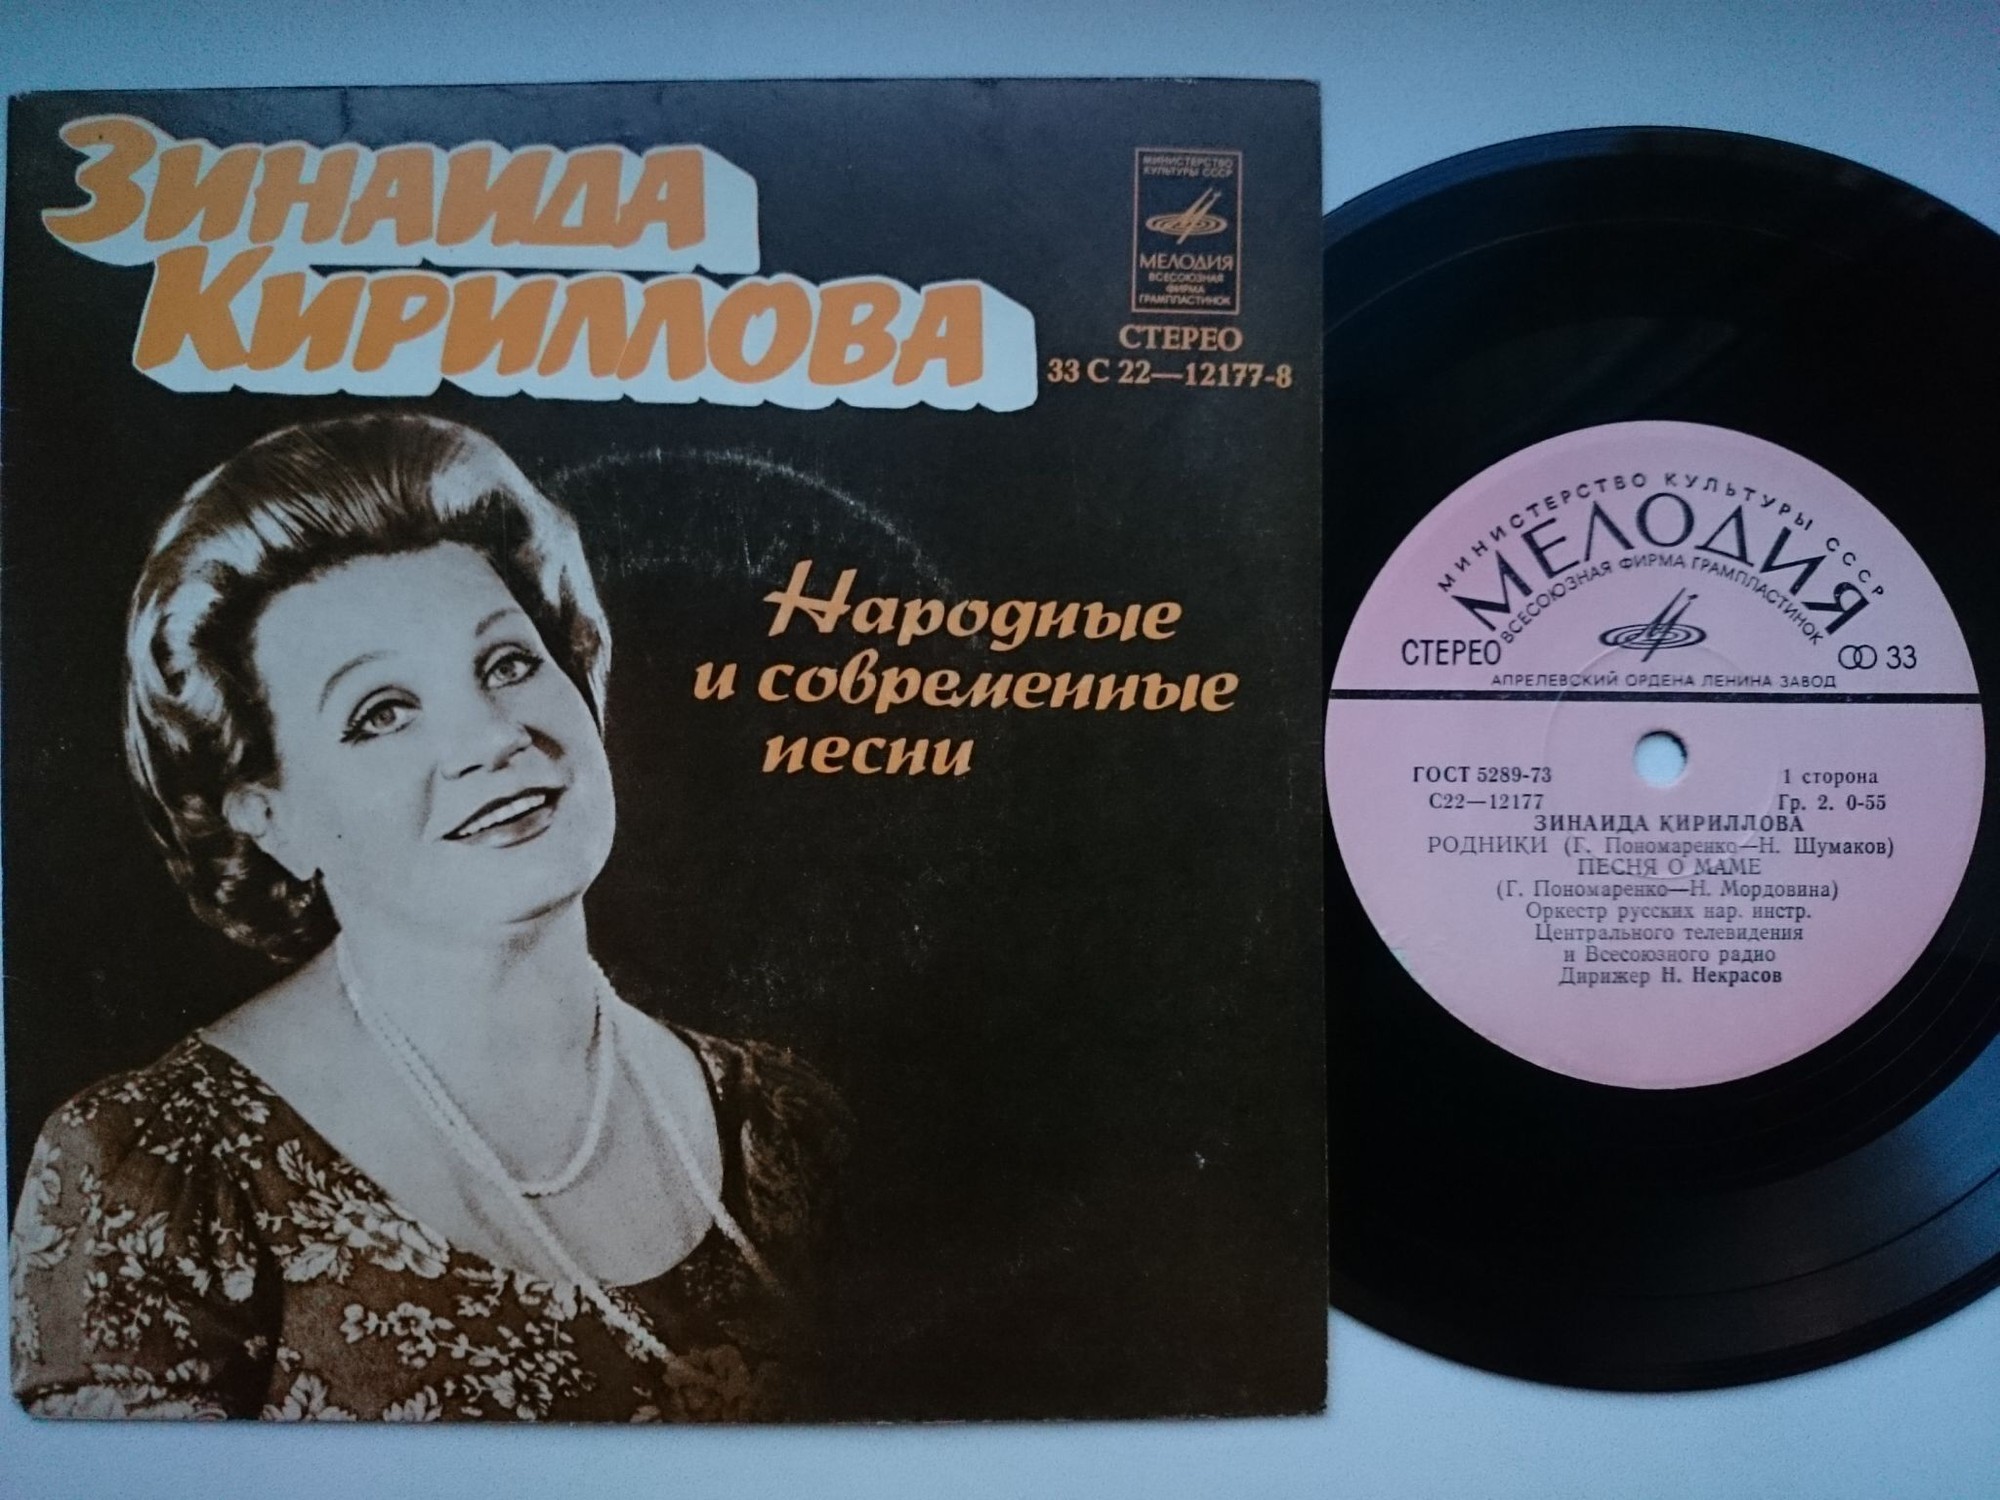 ЗИНАИДА
КИРИЛЛОВА
МИНИСТЕРСТВО
КУЛЬТУРЫ СССР
МЕЛОДИЯ
ВСЕСОЮЗНАЯ
ФИРМА
ГРАМПЛАСТИНОК
СТЕРЕО
33 С 22—12177-8
Народные
и современные
песни
МИНИСТЕРСТВО КУЛЬТУРЫ СССР
МЕЛОДИЯ
ВСЕСОЮЗНАЯ ФИРМА ГРАМПЛАСТИНОК
СТЕРЕО
33
АПРЕЛЕВСКИЙ ОРДЕНА ЛЕНИНА ЗАВОД
ГОСТ 5289-73 1 сторона
С22—12177 Гр. 2. 0-55
ЗИНАИДА КИРИЛЛОВА
РОДНИКИ (Г. Пономаренко—Н. Шумаков)
ПЕСНЯ О МАМЕ
(Г. Пономаренко—Н. Мордовина)
Оркестр русских нар. инстр.
Центрального телевидения
и Всесоюзного радио
Дирижер Н. Некрасов